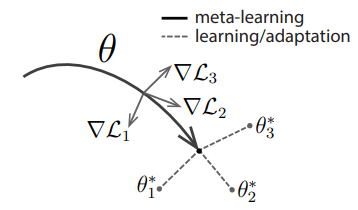 meta-learning
learning/adaptation
θ
∇ℒ₃
∇ℒ₂
∇ℒ₁
θ₃*
θ₁*
θ₂*